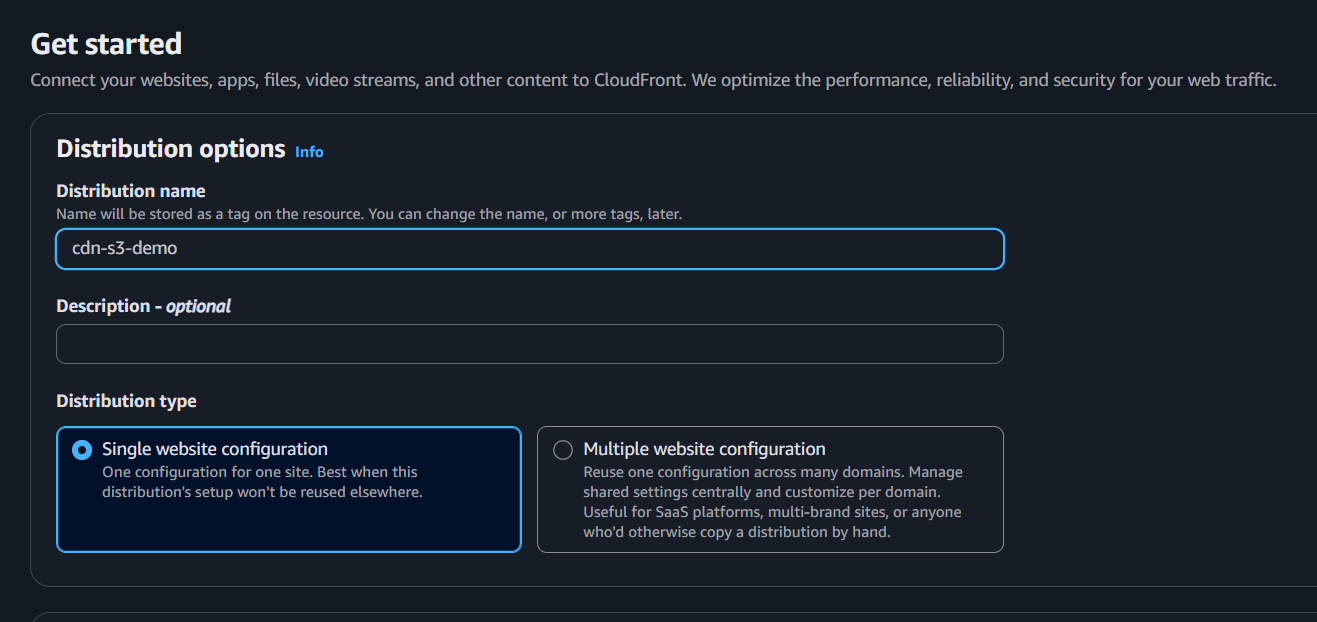 Get started
Connect your websites, apps, files, video streams, and other content to CloudFront. We optimize the performance, reliability, and security for your web traffic.
Distribution options Info
Distribution name
Name will be stored as a tag on the resource. You can change the name, or more tags, later.
cdn-s3-demo
Description - optional
Distribution type
Single website configuration
One configuration for one site. Best when this
distribution's setup won't be reused elsewhere.
Multiple website configuration
Reuse one configuration across many domains. Manage
shared settings centrally and customize per domain.
Useful for SaaS platforms, multi-brand sites, or anyone
who'd otherwise copy a distribution by hand.